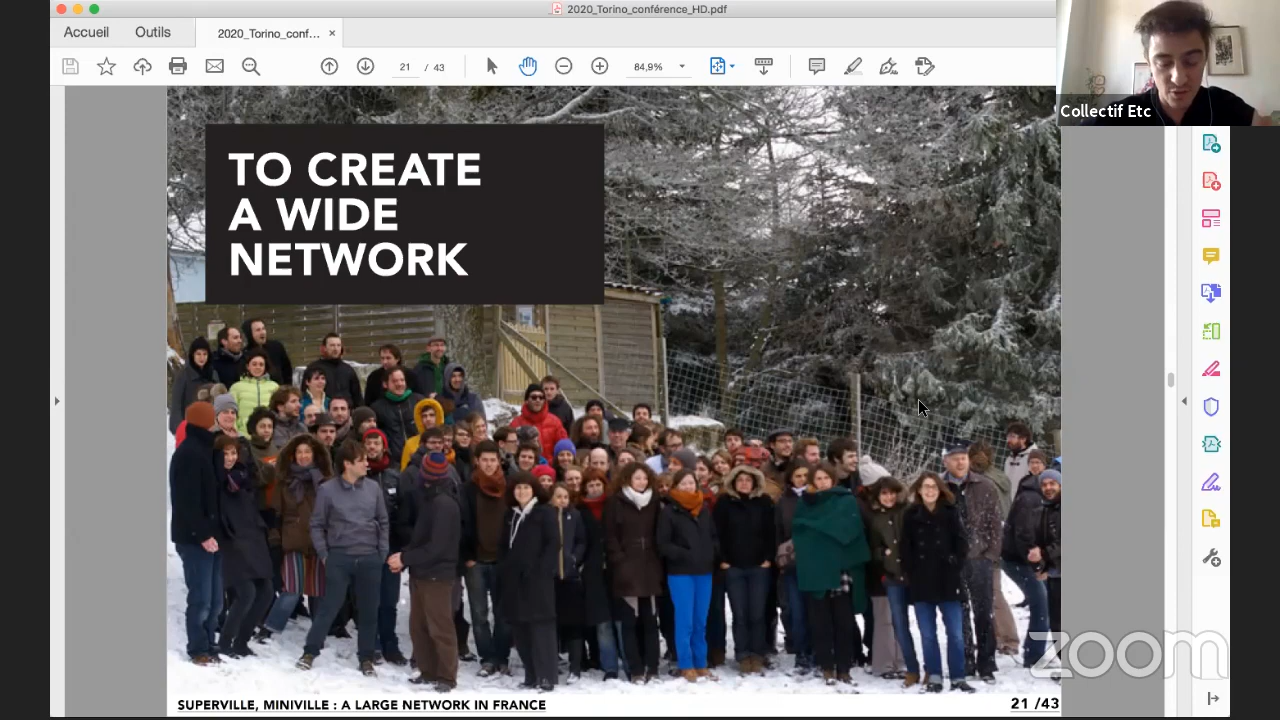 2020_Torino_conférence_HD.pdf
Accueil
Outils
2020_Torino_conf...
×
21 / 43
84,9%
Collectif Etc
TO CREATE
A WIDE
NETWORK
zoom
SUPERVILLE, MINIVILLE : A LARGE NETWORK IN FRANCE
21 /43